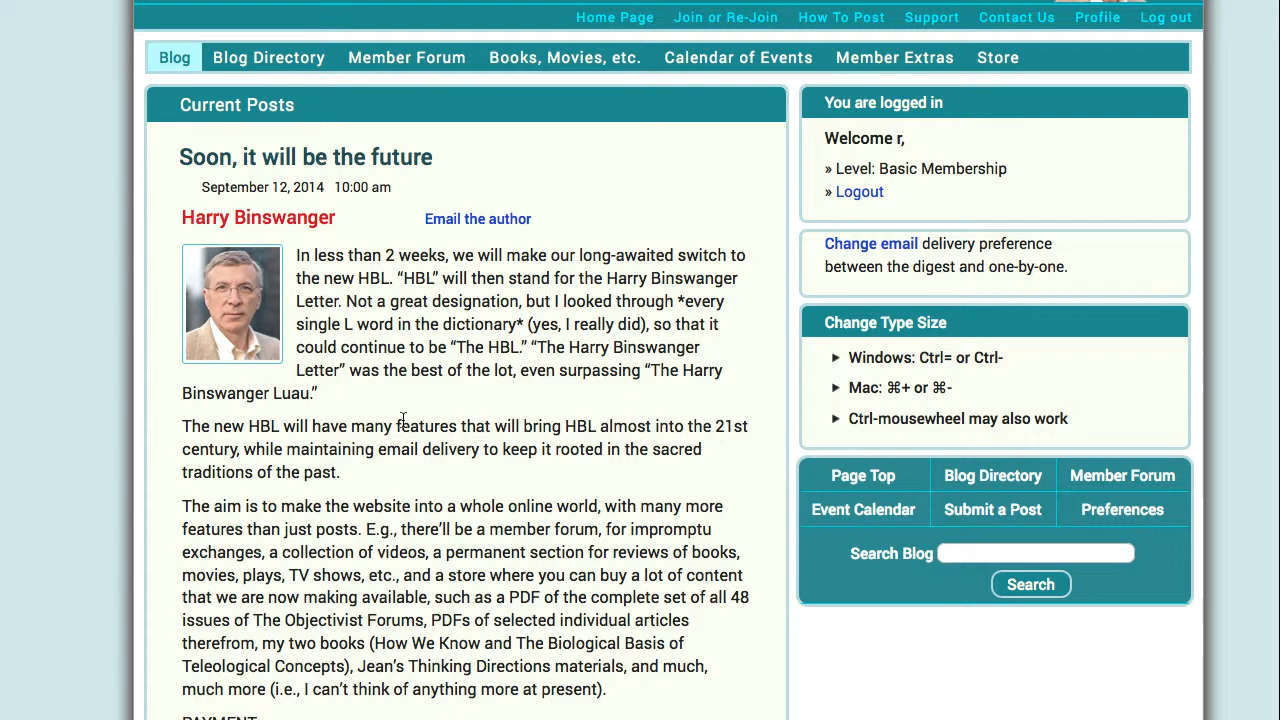 Home Page Join or Re-Join How To Post Support Contact Us Profile Log out
Blog Blog Directory Member Forum Books, Movies, etc. Calendar of Events Member Extras Store
Current Posts
Soon, it will be the future
September 12, 2014 10:00 am
Harry Binswanger Email the author
In less than 2 weeks, we will make our long-awaited switch to
the new HBL. “HBL” will then stand for the Harry Binswanger
Letter. Not a great designation, but I looked through *every
single L word in the dictionary* (yes, I really did), so that it
could continue to be “The HBL.” “The Harry Binswanger
Letter” was the best of the lot, even surpassing “The Harry
Binswanger Luau.”
The new HBL will have many features that will bring HBL almost into the 21st
century, while maintaining email delivery to keep it rooted in the sacred
traditions of the past.
The aim is to make the website into a whole online world, with many more
features than just posts. E.g., there’ll be a member forum, for impromptu
exchanges, a collection of videos, a permanent section for reviews of books,
movies, plays, TV shows, etc., and a store where you can buy a lot of content
that we are now making available, such as a PDF of the complete set of all 48
issues of The Objectivist Forums, PDFs of selected individual articles
therefrom, my two books (How We Know and The Biological Basis of
Teleological Concepts), Jean’s Thinking Directions materials, and much,
much more (i.e., I can’t think of anything more at present).
PAYMENT
You are logged in
Welcome r,
» Level: Basic Membership
» Logout
Change email delivery preference
between the digest and one-by-one.
Change Type Size
Windows: Ctrl= or Ctrl-
Mac: ⌘+ or ⌘-
Ctrl-mousewheel may also work
Page Top Blog Directory Member Forum
Event Calendar Submit a Post Preferences
Search Blog
Search